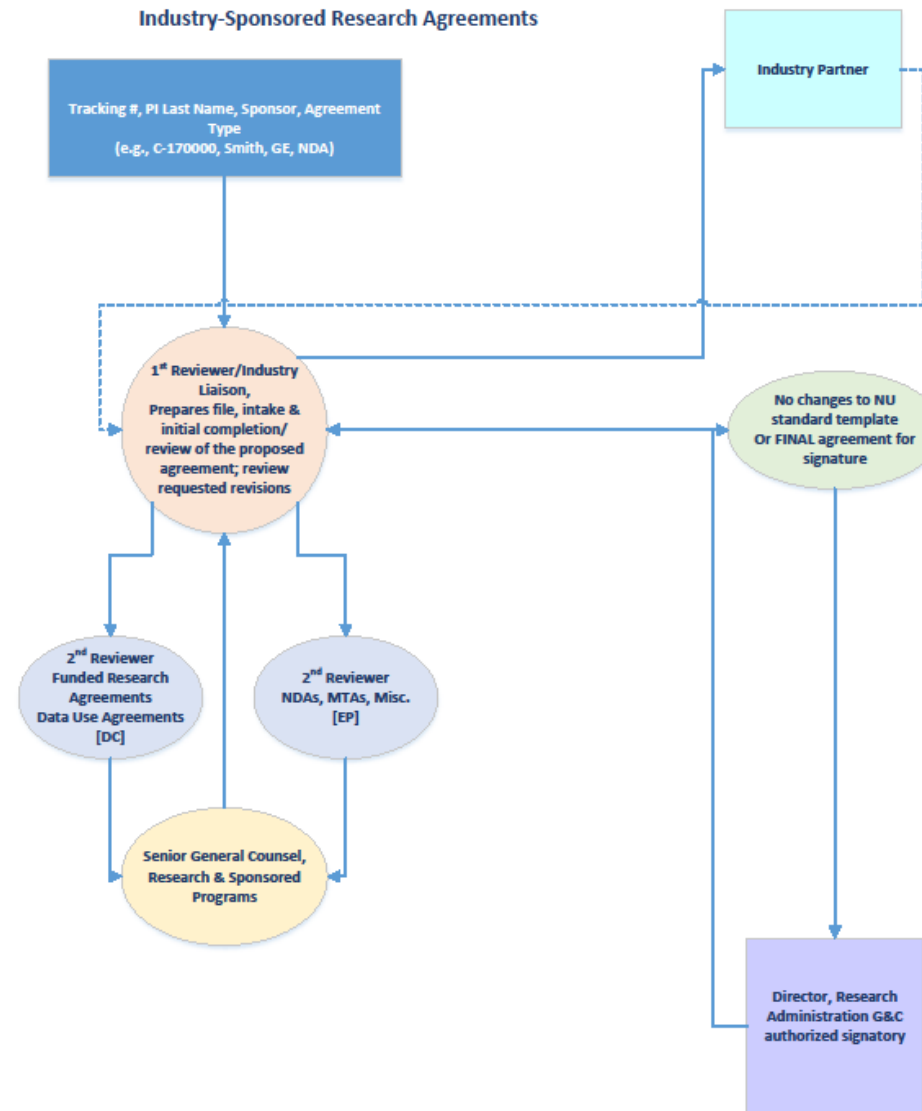 Industry-Sponsored Research Agreements
Industry Partner
Tracking #, PI Last Name, Sponsor, Agreement
Type
(e.g., C-170000, Smith, GE, NDA)
1st Reviewer/Industry
Liaison,
Prepares file, intake &
initial completion/
review of the proposed
agreement; review
requested revisions
No changes to NU
standard template
Or FINAL agreement for
signature
2nd Reviewer
Funded Research
Agreements
Data Use Agreements
[DC]
2nd Reviewer
NDAs, MTAs, Misc.
[EP]
Senior General Counsel,
Research & Sponsored
Programs
Director, Research
Administration G&C
authorized signatory